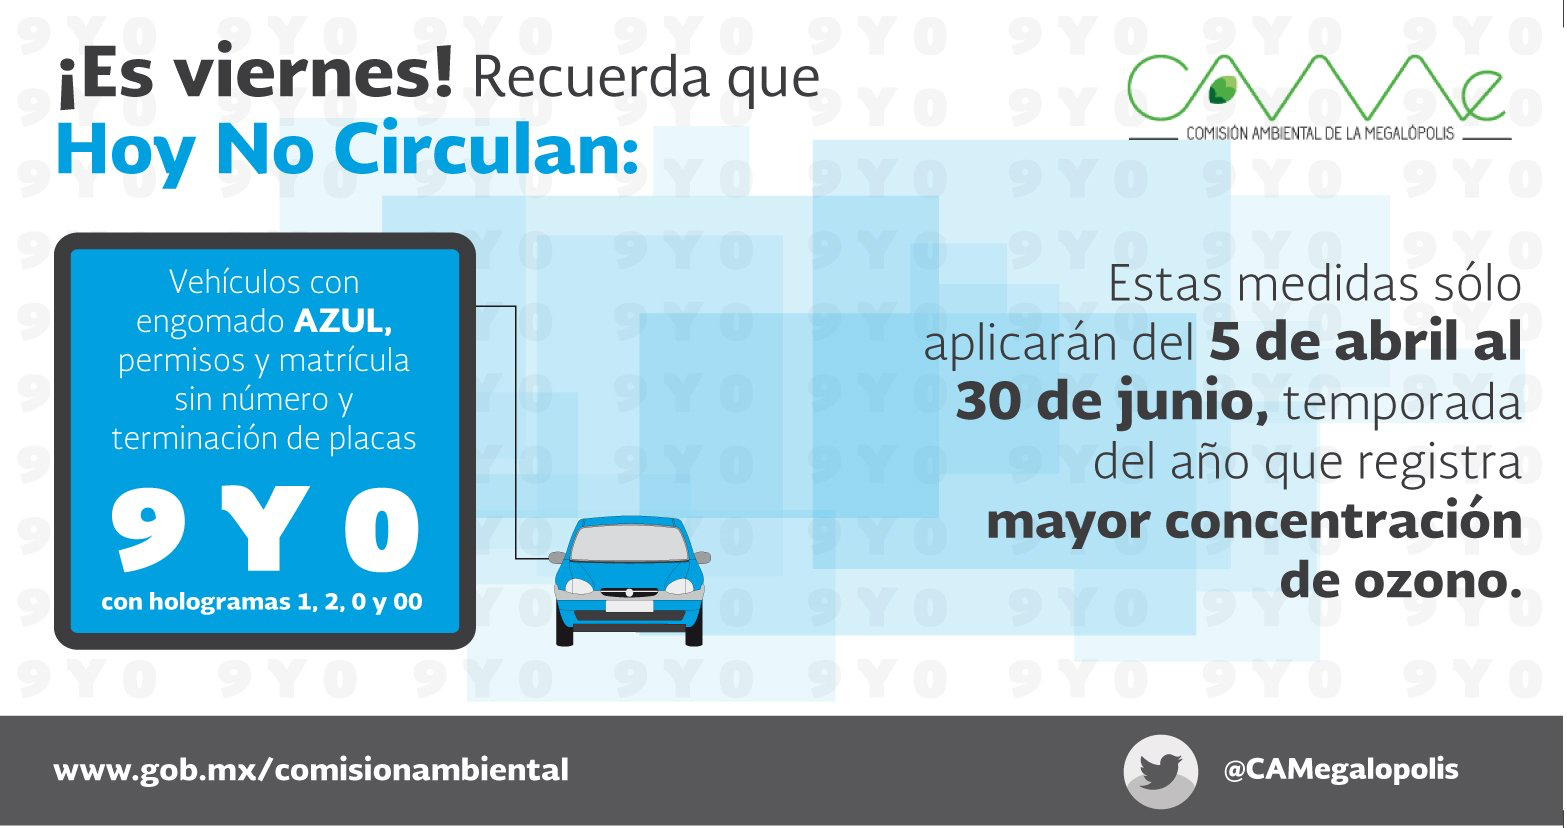 ¡Es viernes! Recuerda que
Hoy No Circulan:
CAMe
COMISIÓN AMBIENTAL DE LA MEGALÓPOLIS
Vehículos con
engomado AZUL,
permisos y matrícula
sin número y
terminación de placas
9 Y 0
con hologramas 1, 2, 0 y 00
Estas medidas sólo
aplicarán del 5 de abril al
30 de junio, temporada
del año que registra
mayor concentración
de ozono.
www.gob.mx/comisionambiental
@CAMegalopolis